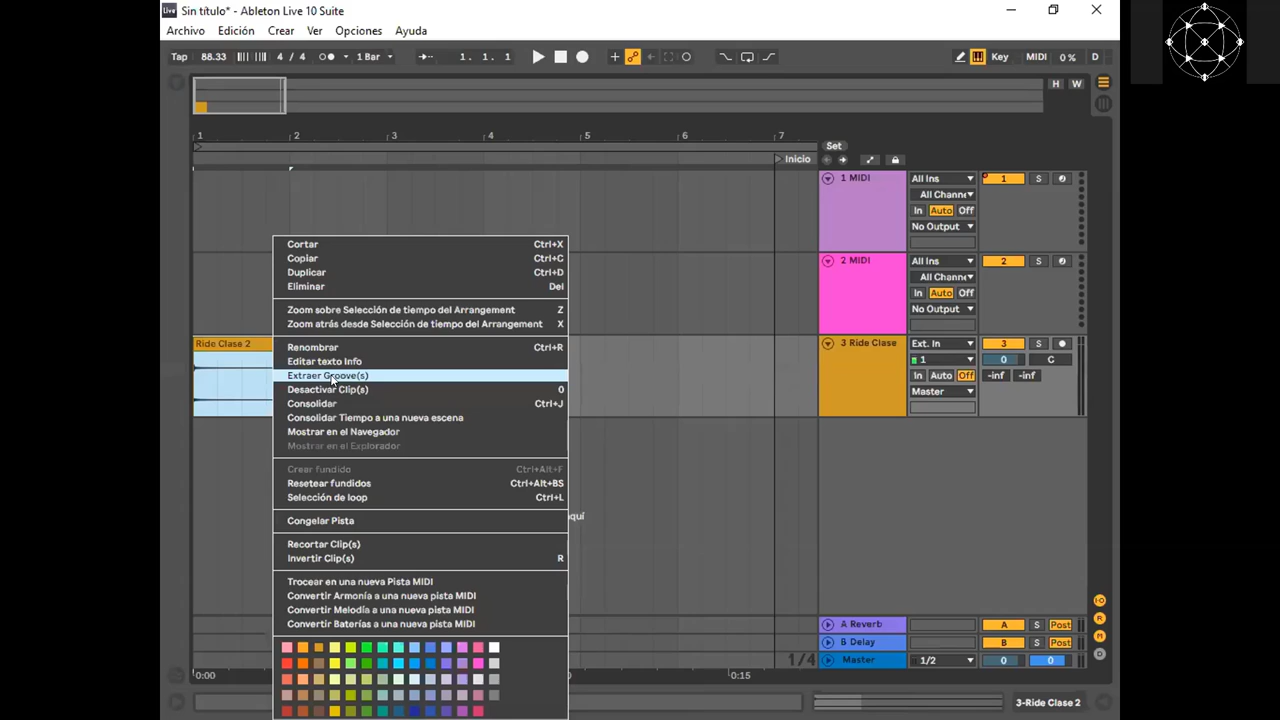 Live Sin título* - Ableton Live 10 Suite
Archivo Edición Crear Ver Opciones Ayuda
Tap 88.33 4 / 4 1 Bar 1. 1. 1 Key MIDI 0 % D
H W
1 2 3 4 5 6 7
Set
Inicio
1 MIDI All Ins 1 S
All Channe
In Auto Off
No Output
2 MIDI All Ins 2 S
All Channe
In Auto Off
No Output
Ride Clase 2
3 Ride Clase Ext. In 3 S
1 0 C
In Auto Off -inf -inf
Master
Cortar Ctrl+X
Copiar Ctrl+C
Duplicar Ctrl+D
Eliminar Del
Zoom sobre Selección de tiempo del Arrangement Z
Zoom atrás desde Selección de tiempo del Arrangement X
Renombrar Ctrl+R
Editar texto Info
Extraer Groove(s)
Desactivar Clip(s) 0
Consolidar Ctrl+J
Consolidar Tiempo a una nueva escena
Mostrar en el Navegador
Mostrar en el Explorador
Crear fundido Ctrl+Alt+F
Resetear fundidos Ctrl+Alt+BS
Selección de loop Ctrl+L
Congelar Pista
Recortar Clip(s)
Invertir Clip(s) R
Trocear en una nueva Pista MIDI
Convertir Armonía a una nueva pista MIDI
Convertir Melodía a una nueva pista MIDI
Convertir Baterías a una nueva pista MIDI
aquí
A Reverb A S Post
B Delay B S Post
1/4 Master 1/2 0 0
0:00 0:15
3-Ride Clase 2